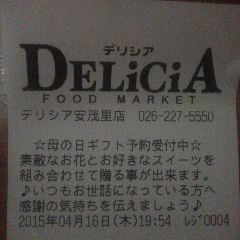 デリシア
DELiCiA
FOOD MARKET
デリシア安茂里店 026-227-5550
☆母の日ギフト予約受付中☆
素敵なお花とお好きなスイーツを
組み合わせて贈る事が出来ます。
♪いつもお世話になっている方へ
感謝の気持ちを伝えましょう♪
2015年04月16日(木)19:54 ﾚｼﾞ0004